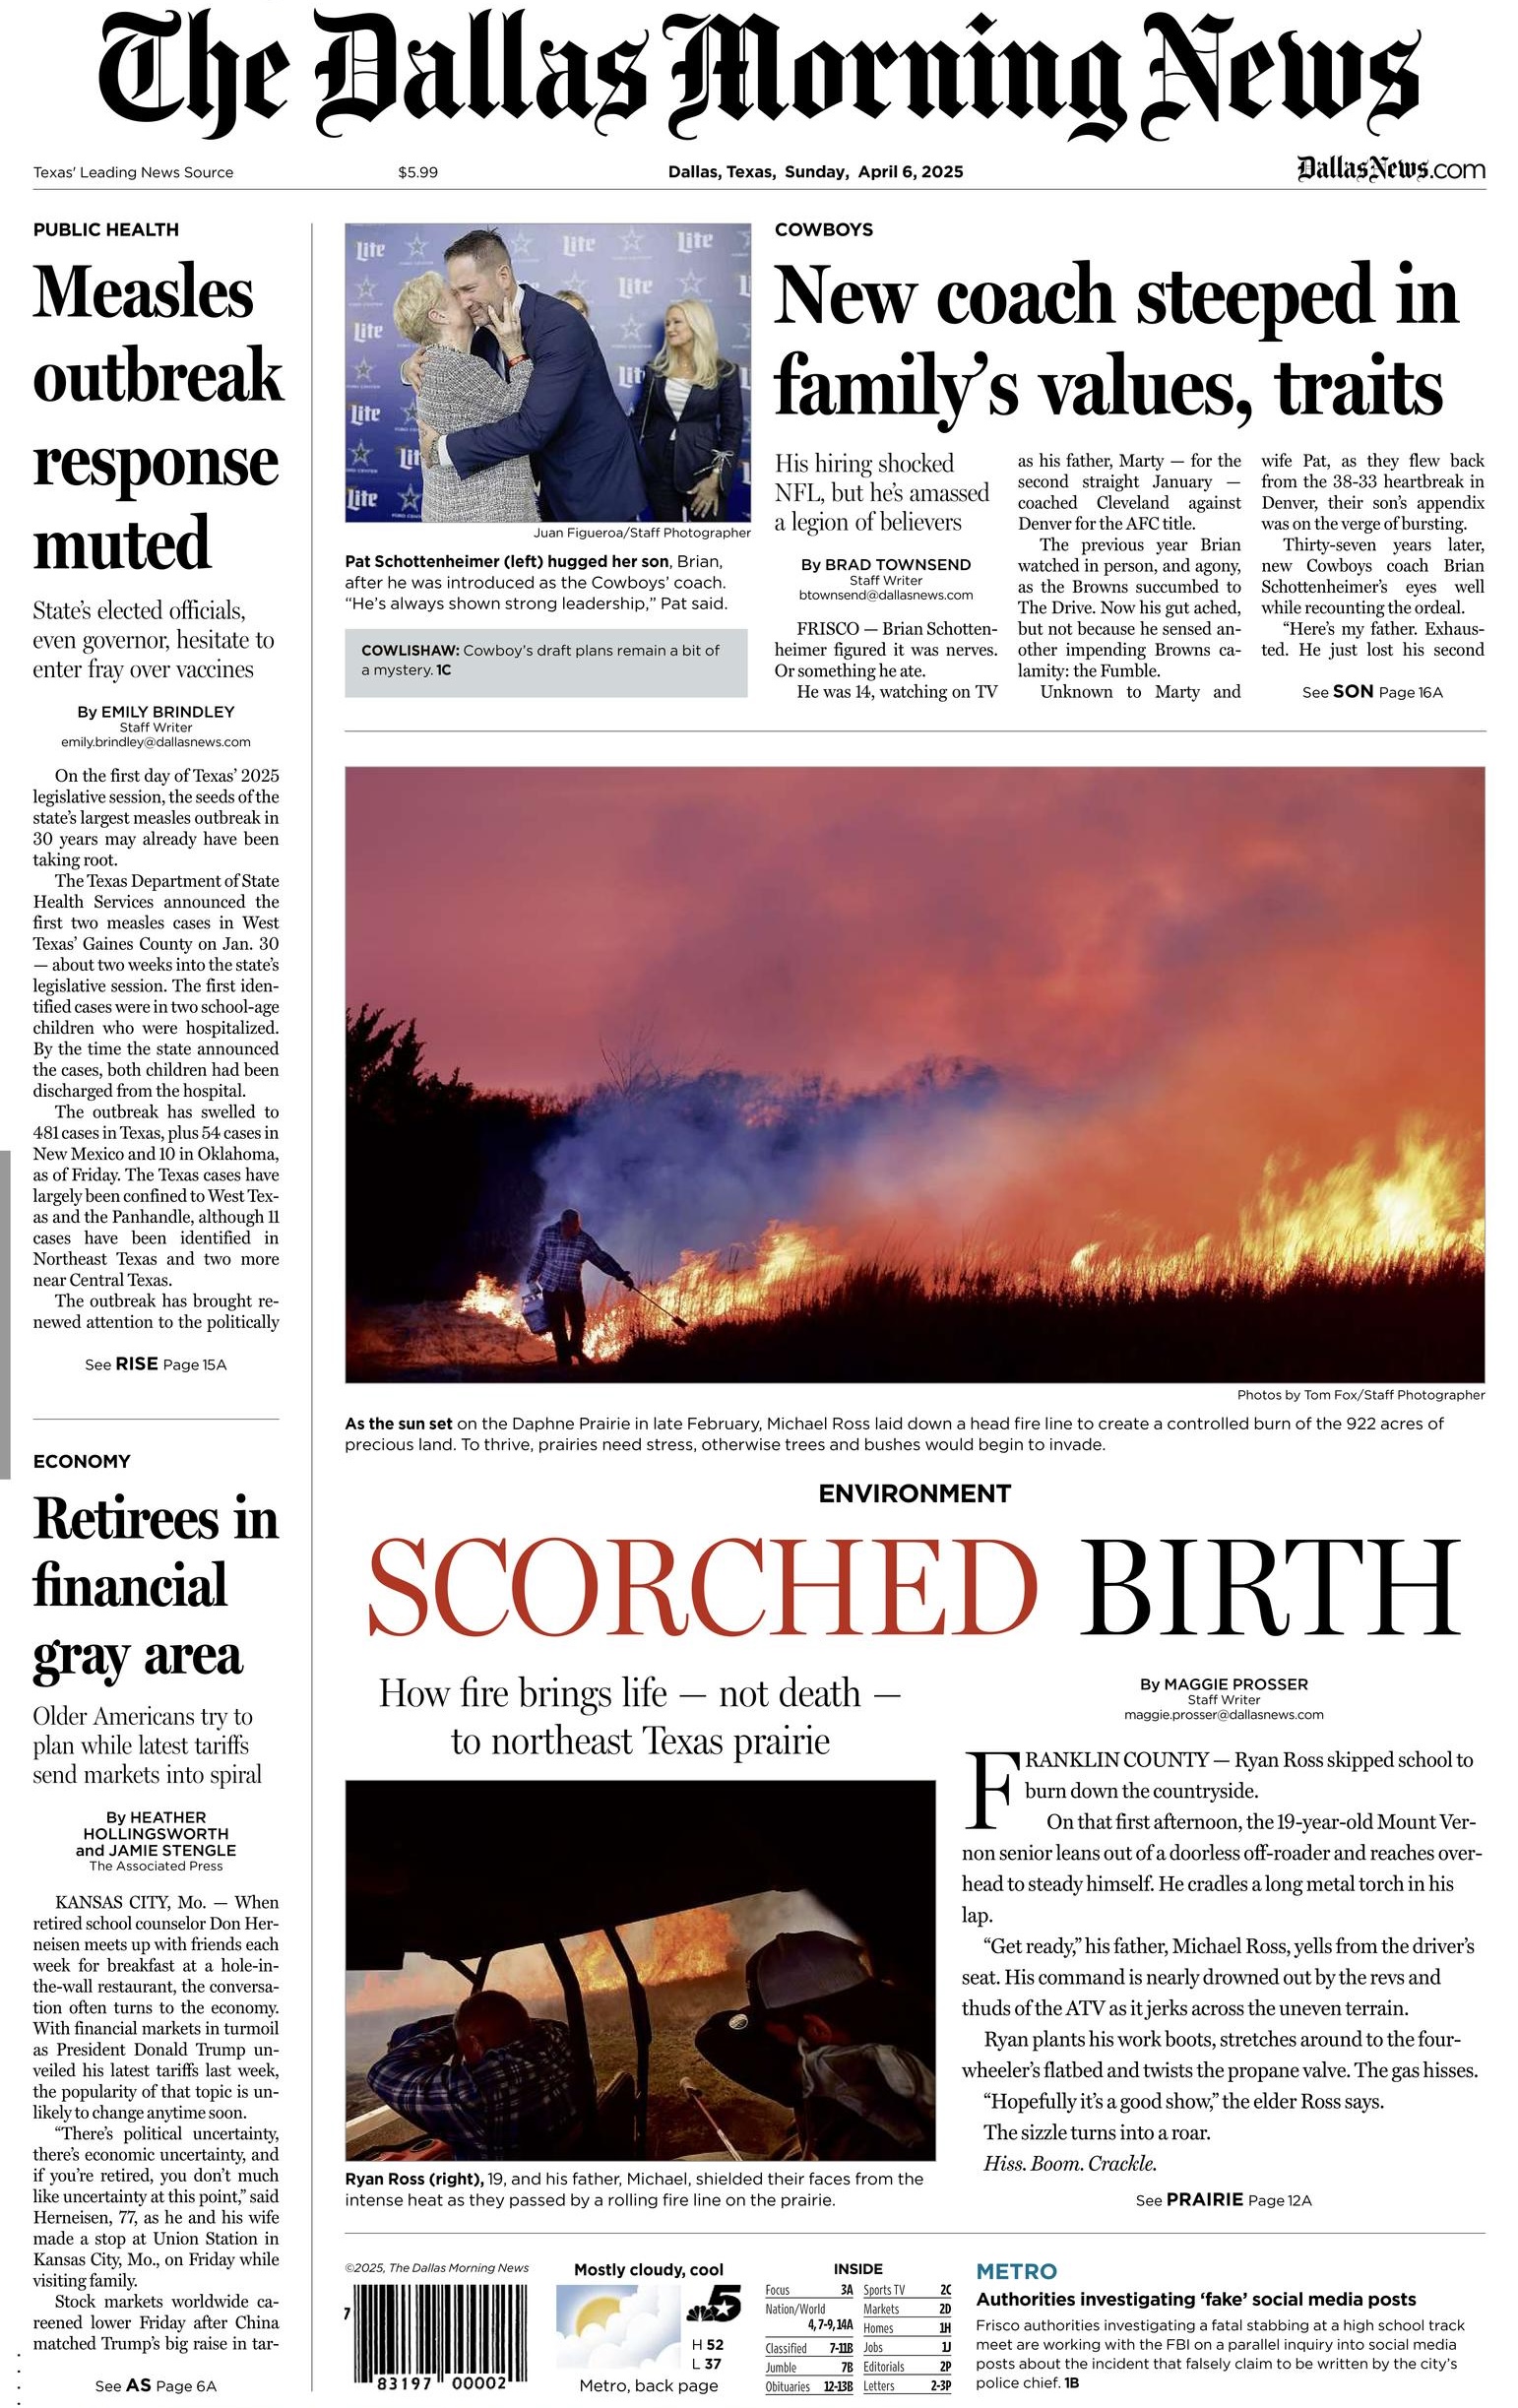 The Dallas Morning News
Texas' Leading News Source
$5.99
Dallas, Texas, Sunday, April 6, 2025
DallasNews.com
PUBLIC HEALTH
Measles
outbreak
response
muted
State's elected officials,
even governor, hesitate to
enter fray over vaccines
By EMILY BRINDLEY
Staff Writer
emily.brindley@dallasnews.com
On the first day of Texas' 2025
legislative session, the seeds of the
state's largest measles outbreak in
30 years may already have been
taking root.
The Texas Department of State
Health Services announced the
first two measles cases in West
Texas' Gaines County on Jan. 30
— about two weeks into the state's
legislative session. The first iden-
tified cases were in two school-age
children who were hospitalized.
By the time the state announced
the cases, both children had been
discharged from the hospital.
The outbreak has swelled to
481 cases in Texas, plus 54 cases in
New Mexico and 10 in Oklahoma,
as of Friday. The Texas cases have
largely been confined to West Tex-
as and the Panhandle, although 11
cases have been identified in
Northeast Texas and two more
near Central Texas.
The outbreak has brought re-
newed attention to the politically
See RISE Page 15A
ECONOMY
Retirees in
financial
gray area
Older Americans try to
plan while latest tariffs
send markets into spiral
By HEATHER
HOLLINGSWORTH
and JAMIE STENGLE
The Associated Press
KANSAS CITY, Mo. — When
retired school counselor Don Her-
neisen meets up with friends each
week for breakfast at a hole-in-
the-wall restaurant, the conversa-
tion often turns to the economy.
With financial markets in turmoil
as President Donald Trump un-
veiled his latest tariffs last week,
the popularity of that topic is un-
likely to change anytime soon.
"There's political uncertainty,
there's economic uncertainty, and
if you're retired, you don't much
like uncertainty at this point," said
Herneisen, 77, as he and his wife
made a stop at Union Station in
Kansas City, Mo., on Friday while
visiting family.
Stock markets worldwide ca-
reened lower Friday after China
matched Trump's big raise in tar-
See AS Page 6A
Lite
Lite
Lite
Lite
Lite
Lite
Juan Figueroa/Staff Photographer
Pat Schottenheimer (left) hugged her son, Brian,
after he was introduced as the Cowboys' coach.
"He's always shown strong leadership," Pat said.
COWLISHAW: Cowboy's draft plans remain a bit of
a mystery. 1C
COWBOYS
New coach steeped in
family's values, traits
His hiring shocked
NFL, but he's amassed
a legion of believers
By BRAD TOWNSEND
Staff Writer
btownsend@dallasnews.com
FRISCO — Brian Schotten-
heimer figured it was nerves.
Or something he ate.
He was 14, watching on TV
as his father, Marty — for the
second straight January —
coached Cleveland against
Denver for the AFC title.
The previous year Brian
watched in person, and agony,
as the Browns succumbed to
The Drive. Now his gut ached,
but not because he sensed an-
other impending Browns ca-
lamity: the Fumble.
Unknown to Marty and
wife Pat, as they flew back
from the 38-33 heartbreak in
Denver, their son's appendix
was on the verge of bursting.
Thirty-seven years later,
new Cowboys coach Brian
Schottenheimer's eyes well
while recounting the ordeal.
"Here's my father. Exhaus-
ted. He just lost his second
See SON Page 16A
Photos by Tom Fox/Staff Photographer
As the sun set on the Daphne Prairie in late February, Michael Ross laid down a head fire line to create a controlled burn of the 922 acres of
precious land. To thrive, prairies need stress, otherwise trees and bushes would begin to invade.
ENVIRONMENT
SCORCHED BIRTH
How fire brings life — not death —
to northeast Texas prairie
Ryan Ross (right), 19, and his father, Michael, shielded their faces from the
intense heat as they passed by a rolling fire line on the prairie.
By MAGGIE PROSSER
Staff Writer
maggie.prosser@dallasnews.com
FRANKLIN COUNTY — Ryan Ross skipped school to
burn down the countryside.
On that first afternoon, the 19-year-old Mount Ver-
non senior leans out of a doorless off-roader and reaches over-
head to steady himself. He cradles a long metal torch in his
lap.
"Get ready," his father, Michael Ross, yells from the driver's
seat. His command is nearly drowned out by the revs and
thuds of the ATV as it jerks across the uneven terrain.
Ryan plants his work boots, stretches around to the four-
wheeler's flatbed and twists the propane valve. The gas hisses.
"Hopefully it's a good show," the elder Ross says.
The sizzle turns into a roar.
Hiss. Boom. Crackle.
See PRAIRIE Page 12A
©2025, The Dallas Morning News
7 83197 00002
Mostly cloudy, cool
5
H 52
L 37
Metro, back page
INSIDE
Focus 3A
Nation/World
4, 7-9, 14A
Classified 7-11B
Jumble 7B
Obituaries 12-13B
Sports TV 2C
Markets 2D
Homes 1H
Jobs 1J
Editorials 2P
Letters 2-3P
METRO
Authorities investigating 'fake' social media posts
Frisco authorities investigating a fatal stabbing at a high school track
meet are working with the FBI on a parallel inquiry into social media
posts about the incident that falsely claim to be written by the city's
police chief. 1B